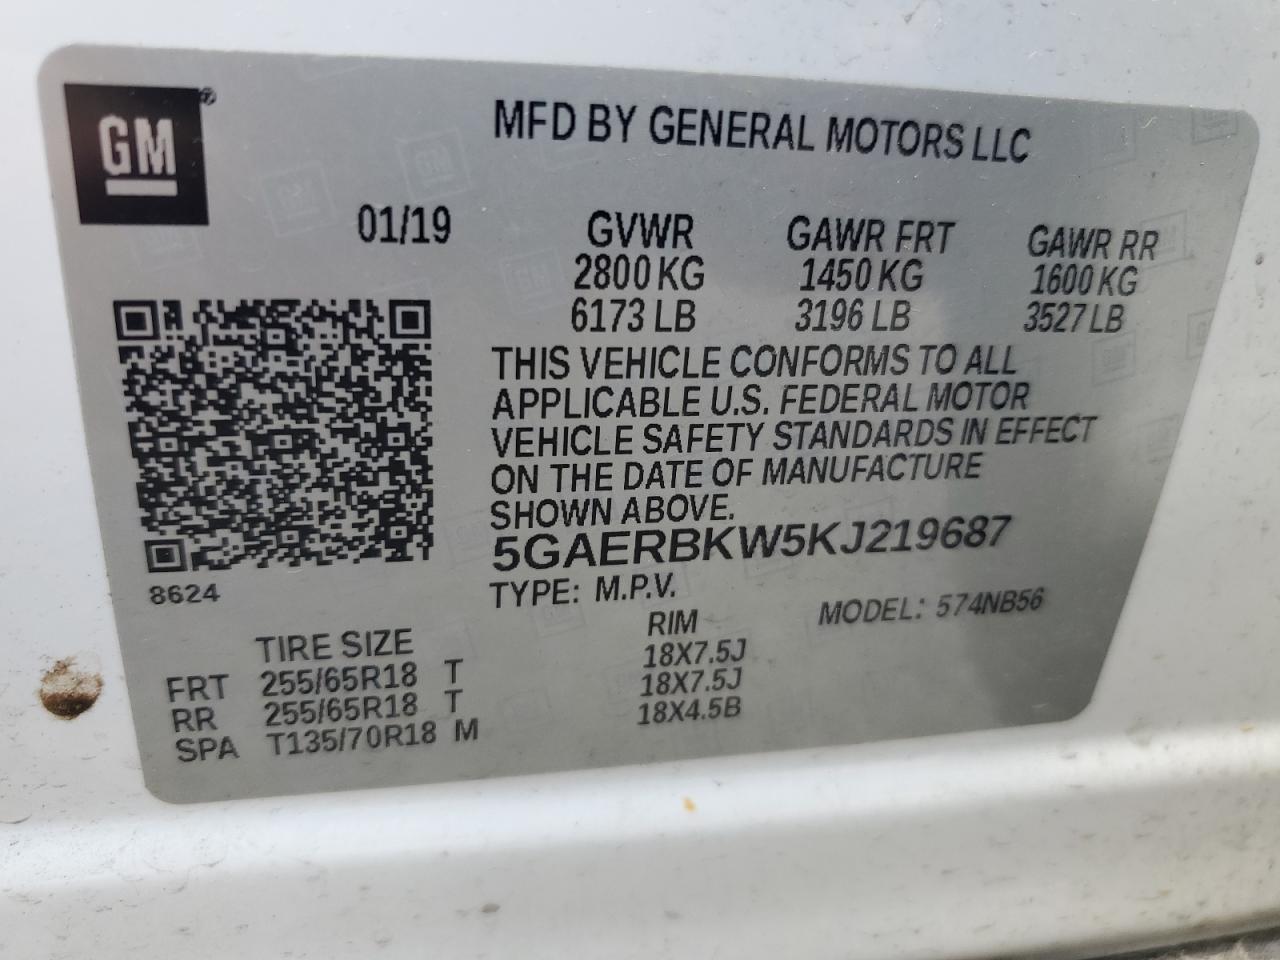 GM ®
MFD BY GENERAL MOTORS LLC
01/19 GVWR GAWR FRT GAWR RR
2800 KG 1450 KG 1600 KG
6173 LB 3196 LB 3527 LB
THIS VEHICLE CONFORMS TO ALL
APPLICABLE U.S. FEDERAL MOTOR
VEHICLE SAFETY STANDARDS IN EFFECT
ON THE DATE OF MANUFACTURE
SHOWN ABOVE.
5GAERBKW5KJ219687
8624
TYPE: M.P.V. MODEL: 574NB56
TIRE SIZE RIM
FRT 255/65R18 T 18X7.5J
RR 255/65R18 T 18X7.5J
SPA T135/70R18 M 18X4.5B